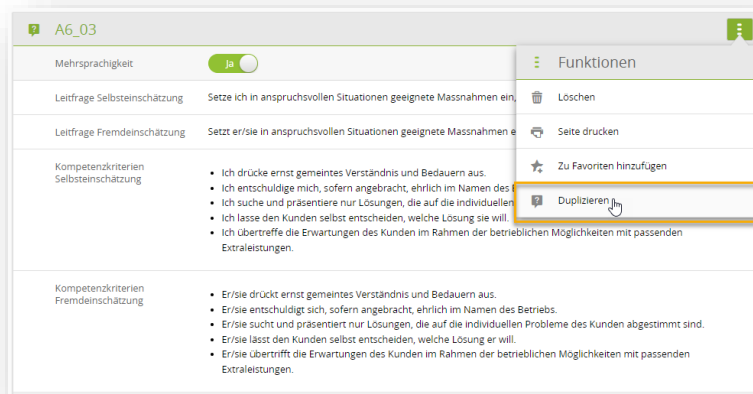 A6_03
Mehrsprachigkeit
Ja
Funktionen
Löschen
Seite drucken
Zu Favoriten hinzufügen
Duplizieren
Leitfrage Selbsteinschätzung
Setze ich in anspruchsvollen Situationen geeignete Massnahmen ein,
Leitfrage Fremdeinschätzung
Setzt er/sie in anspruchsvollen Situationen geeignete Massnahmen
Kompetenzkriterien
Selbsteinschätzung
• Ich drücke ernst gemeintes Verständnis und Bedauern aus.
• Ich entschuldige mich, sofern angebracht, ehrlich im Namen des
• Ich suche und präsentiere nur Lösungen, die auf die individuellen
• Ich lasse den Kunden selbst entscheiden, welche Lösung sie will.
• Ich übertreffe die Erwartungen des Kunden im Rahmen der betrieblichen Möglichkeiten mit passenden
Extraleistungen.
Kompetenzkriterien
Fremdeinschätzung
• Er/sie drückt ernst gemeintes Verständnis und Bedauern aus.
• Er/sie entschuldigt sich, sofern angebracht, ehrlich im Namen des Betriebs.
• Er/sie sucht und präsentiert nur Lösungen, die auf die individuellen Probleme des Kunden abgestimmt sind.
• Er/sie lässt den Kunden selbst entscheiden, welche Lösung er will.
• Er/sie übertrifft die Erwartungen des Kunden im Rahmen der betrieblichen Möglichkeiten mit passenden
Extraleistungen.